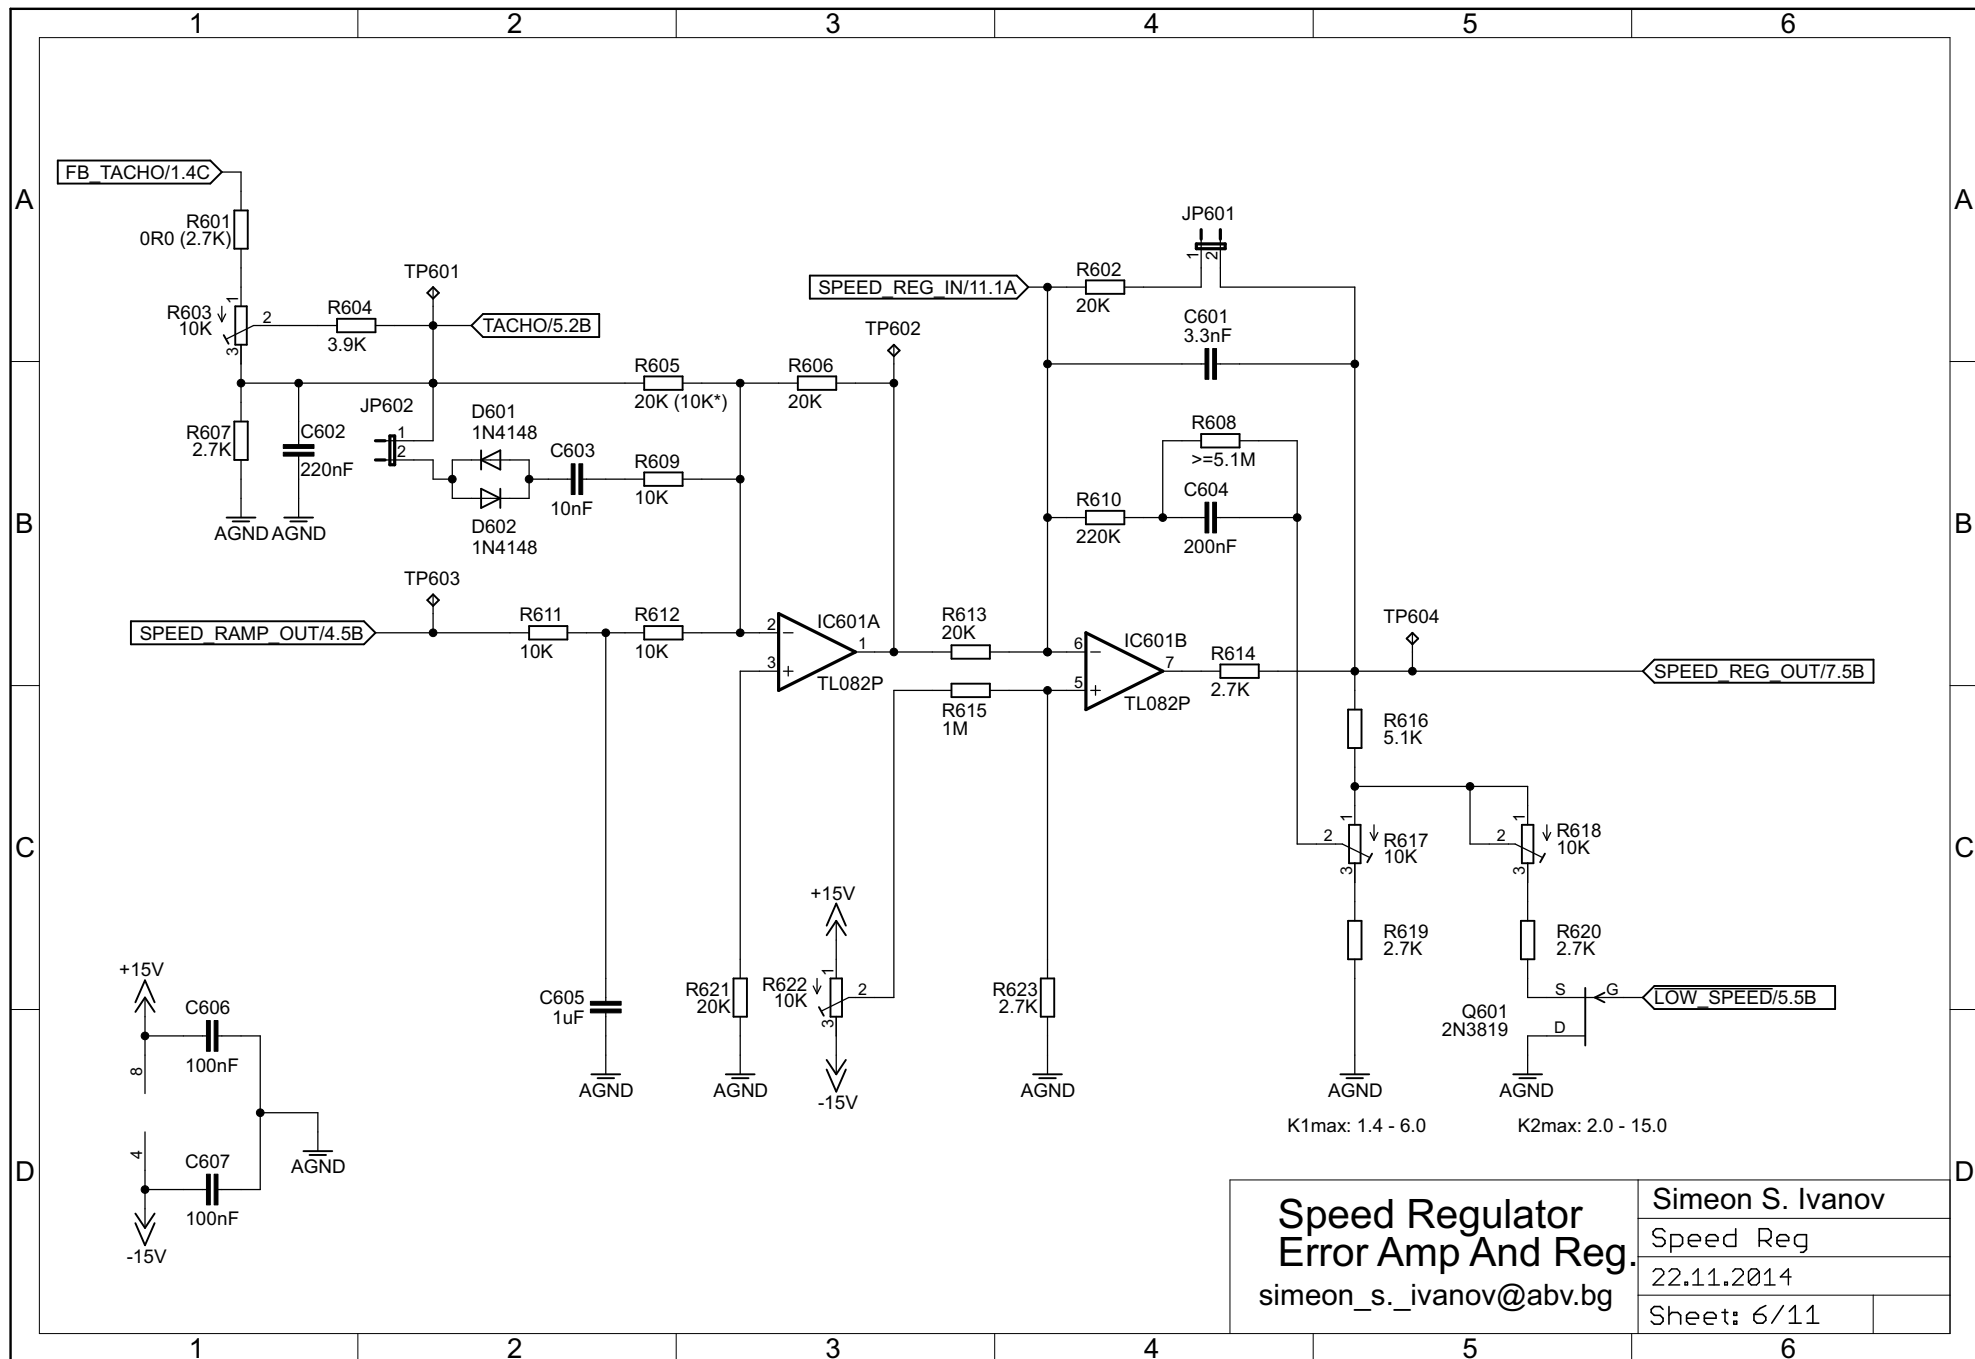 1 2 3 4 5 6
A A
FB_TACHO/1.4C
R601
0R0 (2.7K)
R603
10K
1
2
3
R604
3.9K
TP601
TACHO/5.2B
SPEED_REG_IN/11.1A
R602
20K
JP601
1
2
C601
3.3nF
TP602
R605
20K (10K*)
R606
20K
R607
2.7K
C602
220nF
AGND AGND
JP602
1
2
D601
1N4148
D602
1N4148
C603
10nF
R609
10K
R608
>=5.1M
R610
220K
C604
200nF
B B
TP603
SPEED_RAMP_OUT/4.5B
R611
10K
R612
10K
IC601A
2
3
1
TL082P
R613
20K
R615
1M
IC601B
6
5
7
TL082P
R614
2.7K
TP604
SPEED_REG_OUT/7.5B
R616
5.1K
C C
1
2
3
R617
10K
1
2
3
R618
10K
R619
2.7K
R620
2.7K
S
G
D
Q601
2N3819
LOW_SPEED/5.5B
C605
1uF
R621
20K
+15V
R622
10K
1
2
3
-15V
R623
2.7K
AGND AGND AGND AGND AGND
K1max: 1.4 - 6.0 K2max: 2.0 - 15.0
+15V
C606
100nF
8
4
C607
100nF
AGND
-15V
D D
Speed Regulator
Error Amp And Reg.
simeon_s._ivanov@abv.bg
Simeon S. Ivanov
Speed Reg
22.11.2014
Sheet: 6/11
1 2 3 4 5 6